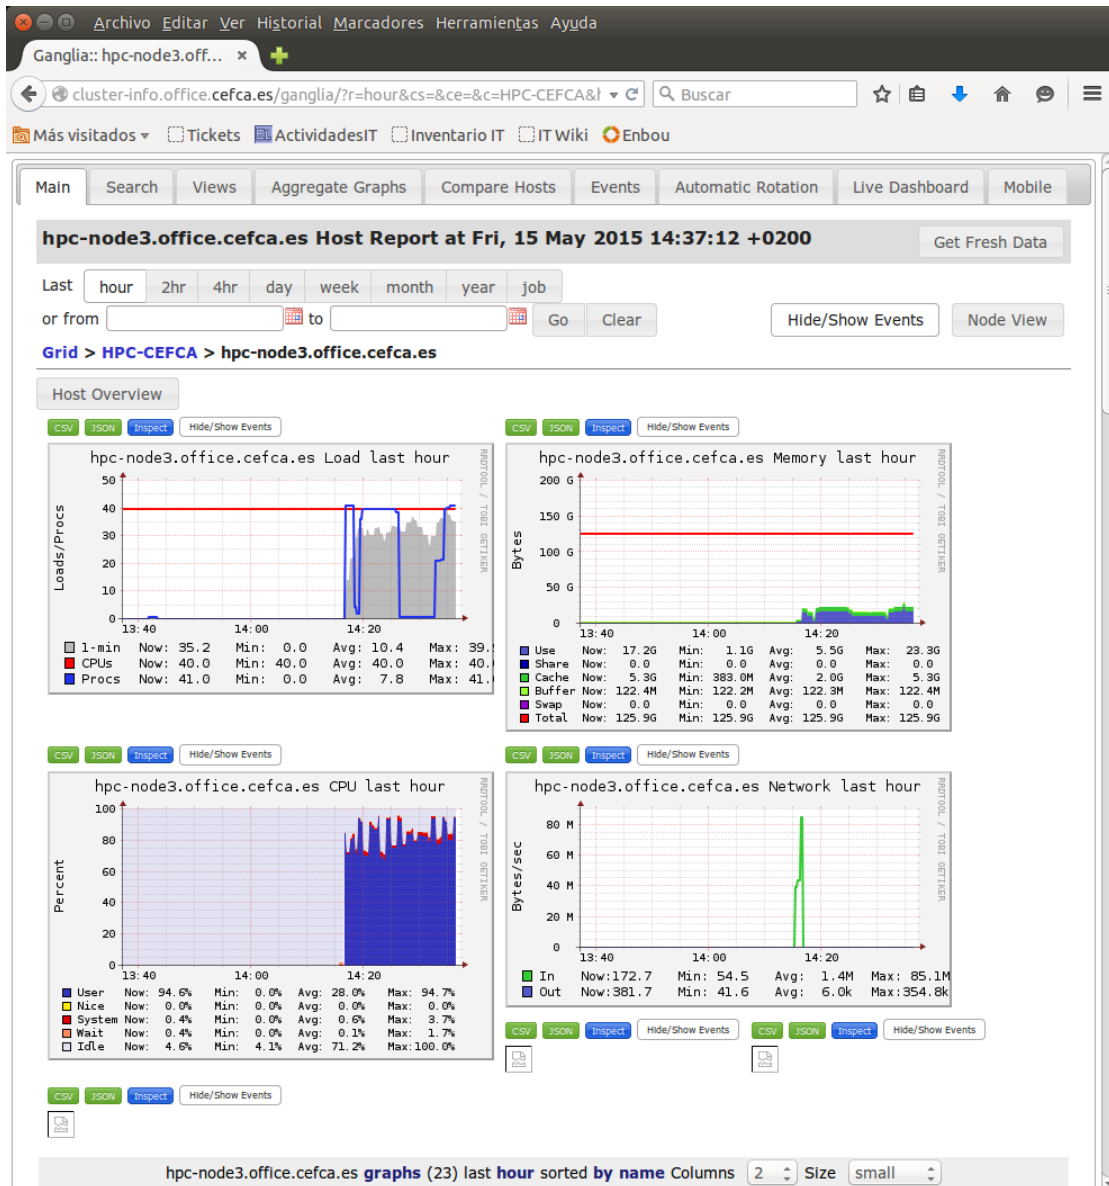 Archivo Editar Ver Historial Marcadores Herramientas Ayuda
Ganglia:: hpc-node3.off...
cluster-info.office.cefca.es/ganglia/?r=hour&cs=&ce=&c=HPC-CEFCA&h Buscar
Más visitados Tickets ActividadesIT Inventario IT IT Wiki Enbou
Main Search Views Aggregate Graphs Compare Hosts Events Automatic Rotation Live Dashboard Mobile
hpc-node3.office.cefca.es Host Report at Fri, 15 May 2015 14:37:12 +0200 Get Fresh Data
Last hour 2hr 4hr day week month year job
or from to Go Clear Hide/Show Events Node View
Grid > HPC-CEFCA > hpc-node3.office.cefca.es
Host Overview
CSV JSON Inspect Hide/Show Events
hpc-node3.office.cefca.es Load last hour
RRDTOOL / TOBI OETIKER
Loads/Procs
50
40
30
20
10
0
13:40 14:00 14:20
1-min Now: 35.2 Min: 0.0 Avg: 10.4 Max: 39.
CPUs Now: 40.0 Min: 40.0 Avg: 40.0 Max: 40.
Procs Now: 41.0 Min: 0.0 Avg: 7.8 Max: 41.
CSV JSON Inspect Hide/Show Events
hpc-node3.office.cefca.es Memory last hour
RRDTOOL / TOBI OETIKER
Bytes
200 G
150 G
100 G
50 G
0
13:40 14:00 14:20
Use Now: 17.2G Min: 1.1G Avg: 5.5G Max: 23.3G
Share Now: 0.0 Min: 0.0 Avg: 0.0 Max: 0.0
Cache Now: 5.3G Min: 383.0M Avg: 2.0G Max: 5.3G
Buffer Now: 122.4M Min: 122.2M Avg: 122.3M Max: 122.4M
Swap Now: 0.0 Min: 0.0 Avg: 0.0 Max: 0.0
Total Now: 125.9G Min: 125.9G Avg: 125.9G Max: 125.9G
CSV JSON Inspect Hide/Show Events
hpc-node3.office.cefca.es CPU last hour
RRDTOOL / TOBI OETIKER
Percent
100
80
60
40
20
0
13:40 14:00 14:20
User Now: 94.6% Min: 0.0% Avg: 28.0% Max: 94.7%
Nice Now: 0.0% Min: 0.0% Avg: 0.0% Max: 0.0%
System Now: 0.4% Min: 0.0% Avg: 0.6% Max: 3.7%
Wait Now: 0.4% Min: 0.0% Avg: 0.1% Max: 1.7%
Idle Now: 4.6% Min: 4.1% Avg: 71.2% Max:100.0%
CSV JSON Inspect Hide/Show Events
hpc-node3.office.cefca.es Network last hour
RRDTOOL / TOBI OETIKER
Bytes/sec
80 M
60 M
40 M
20 M
0
13:40 14:00 14:20
In Now:172.7 Min: 54.5 Avg: 1.4M Max: 85.1M
Out Now:381.7 Min: 41.6 Avg: 6.0k Max:354.8k
CSV JSON Inspect Hide/Show Events CSV JSON Inspect Hide/Show Events
CSV JSON Inspect Hide/Show Events
hpc-node3.office.cefca.es graphs (23) last hour sorted by name Columns 2 Size small